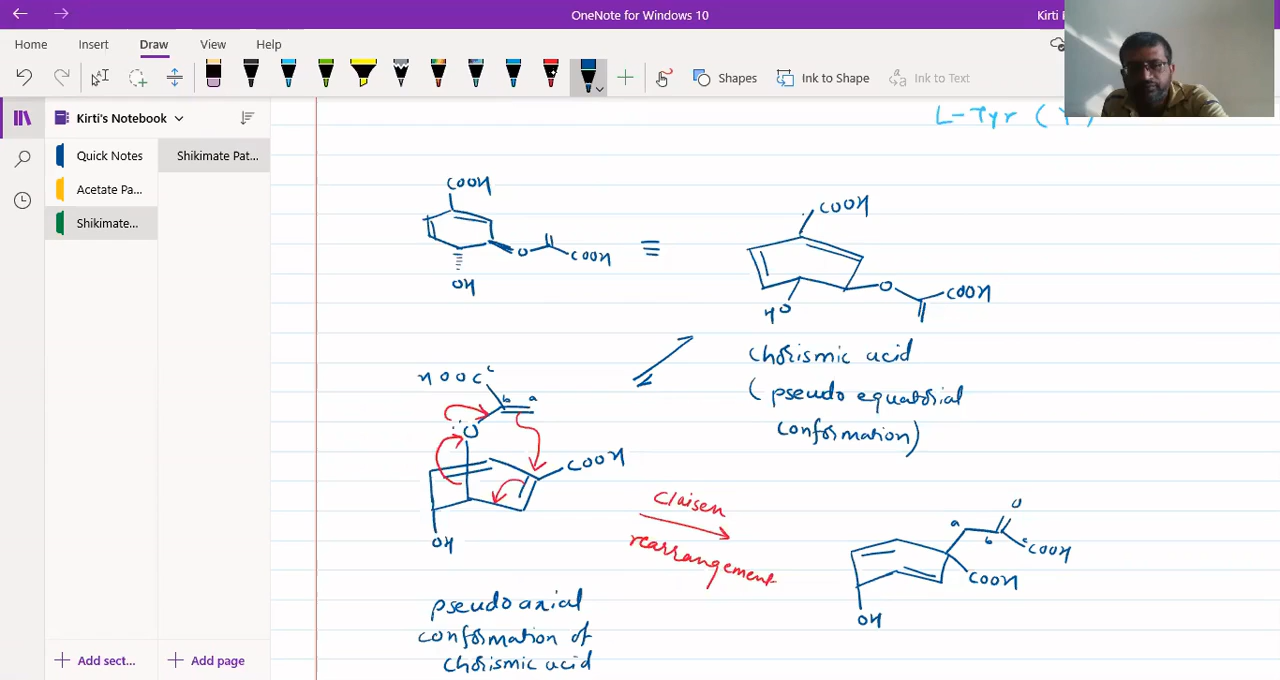 OneNote for Windows 10
Kirti
Home
Insert
Draw
View
Help
Shapes
Ink to Shape
Ink to Text
Kirti's Notebook
Quick Notes
Acetate Pa...
Shikimate...
Shikimate Pat...
Add sect...
Add page
L-Tyr (Y)
COOH
O
COOH
OH
≡
COOH
HO
O
COOH
Chorismic acid
(pseudo equatorial
conformation)
HOOC c
b a
O
COOH
OH
pseudoaxial
conformation of
chorismic acid
Claisen
rearrangement
O
a
b
c
COOH
COOH
OH